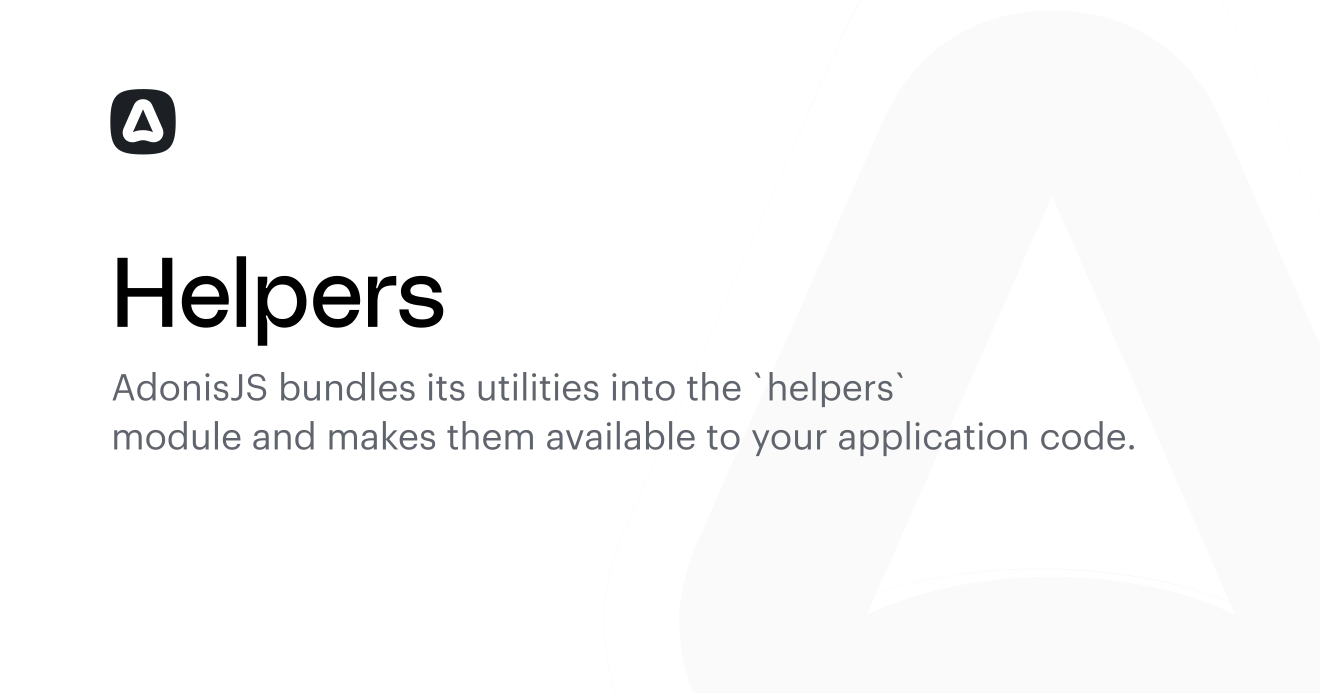 Helpers
AdonisJS bundles its utilities into the `helpers`
module and makes them available to your application code.